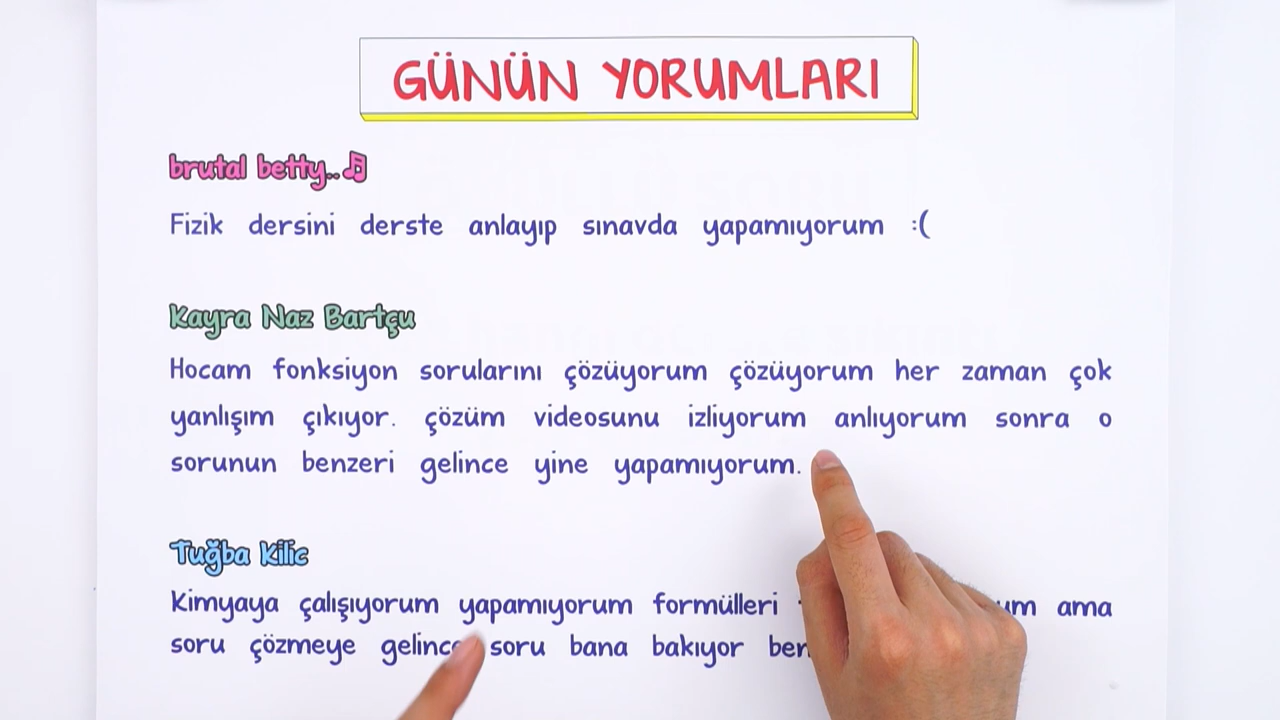 GÜNÜN YORUMLARI
brutal betty..🎵
Fizik dersini derste anlayıp sınavda yapamıyorum :(
Kayra Naz Bartçu
Hocam fonksiyon sorularını çözüyorum çözüyorum her zaman çok
yanlışım çıkıyor. çözüm videosunu izliyorum anlıyorum sonra o
sorunun benzeri gelince yine yapamıyorum.
Tuğba Kilic
Kimyaya çalışıyorum yapamıyorum formülleri ama
soru çözmeye gelince soru bana bakıyor